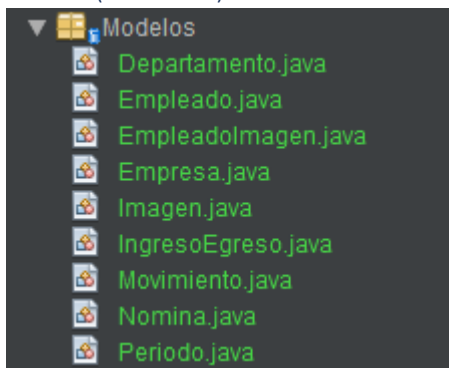 Modelos
Departamento.java
Empleado.java
EmpleadoImagen.java
Empresa.java
Imagen.java
IngresoEgreso.java
Movimiento.java
Nomina.java
Periodo.java